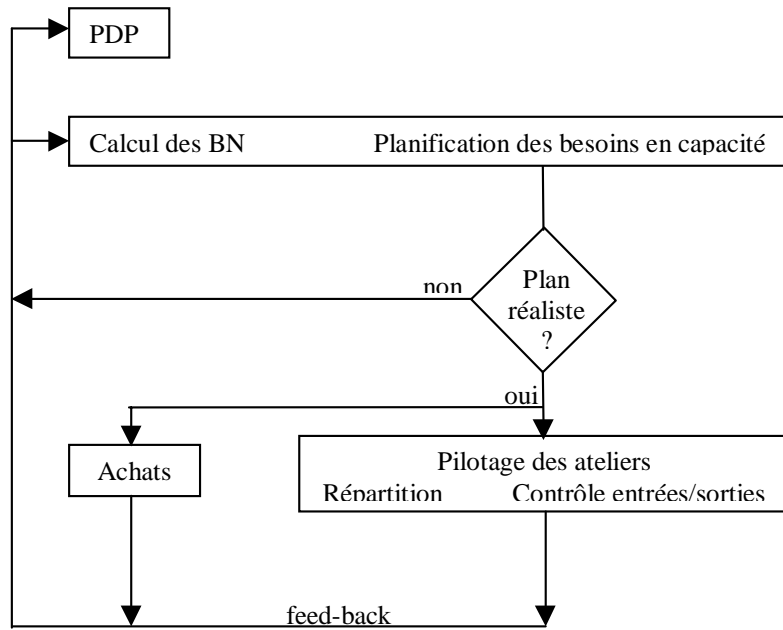 PDP
Calcul des BN Planification des besoins en capacité
Plan
réaliste
?
non
oui
Achats
Pilotage des ateliers
Répartition Contrôle entrées/sorties
feed-back